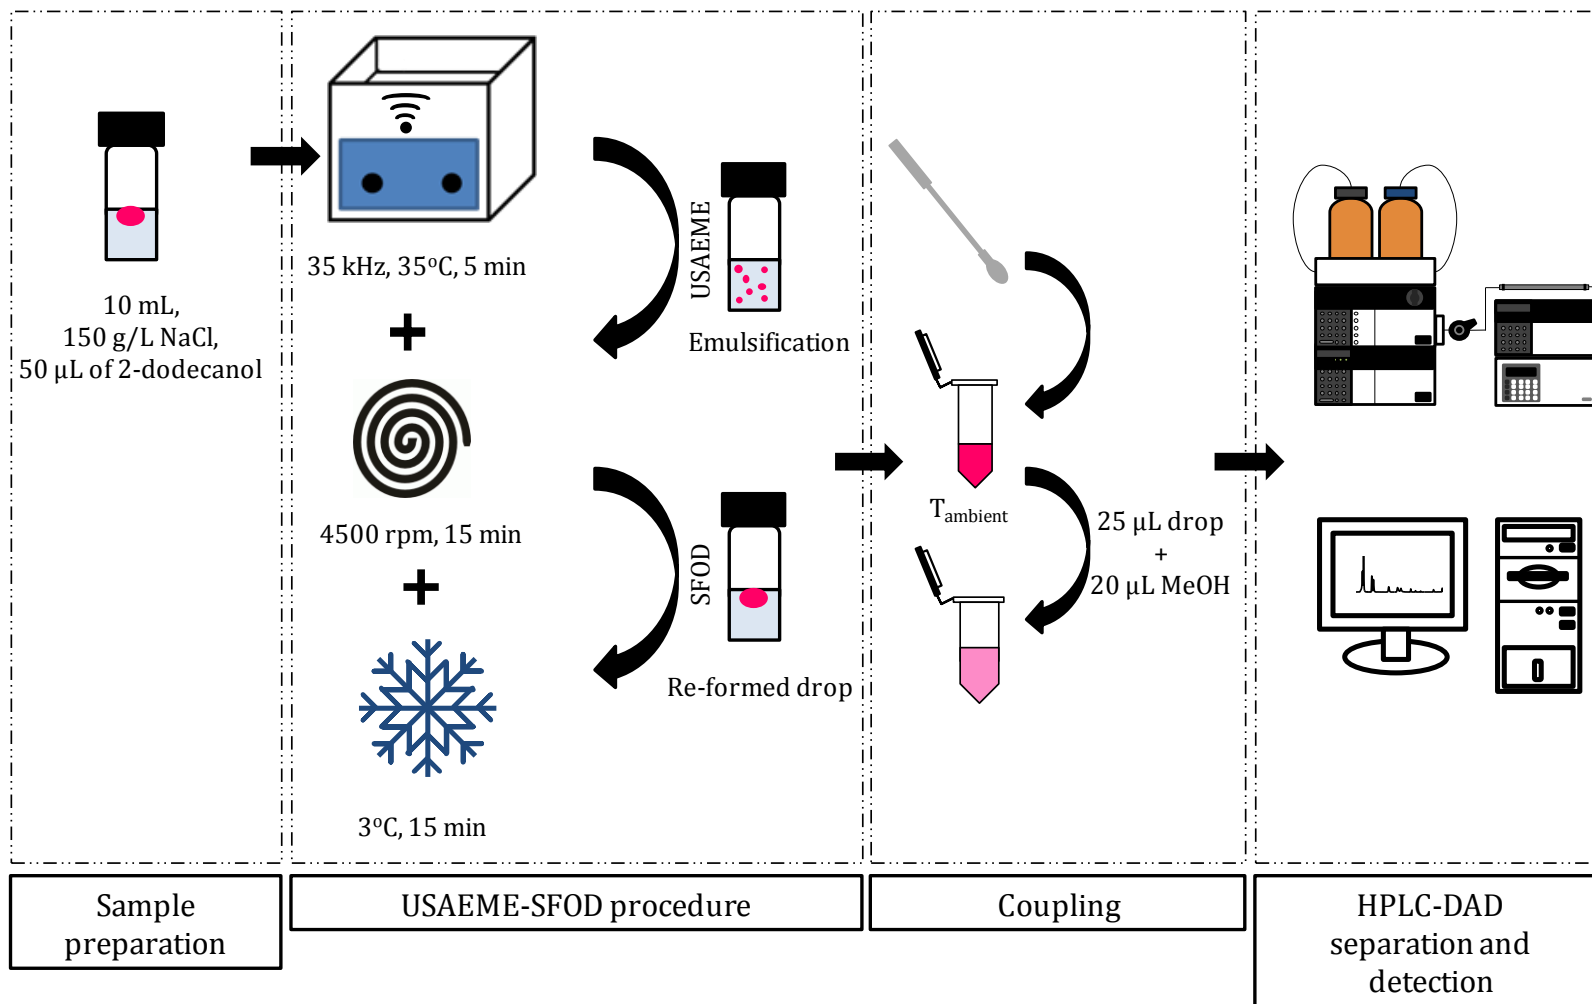 10 mL,
150 g/L NaCl,
50 µL of 2-dodecanol
35 kHz, 35°C, 5 min
+
4500 rpm, 15 min
+
3°C, 15 min
USAEME
Emulsification
SFOD
Re-formed drop
T ambient
25 µL drop
+
20 µL MeOH
Sample
preparation
USAEME-SFOD procedure
Coupling
HPLC-DAD
separation and
detection